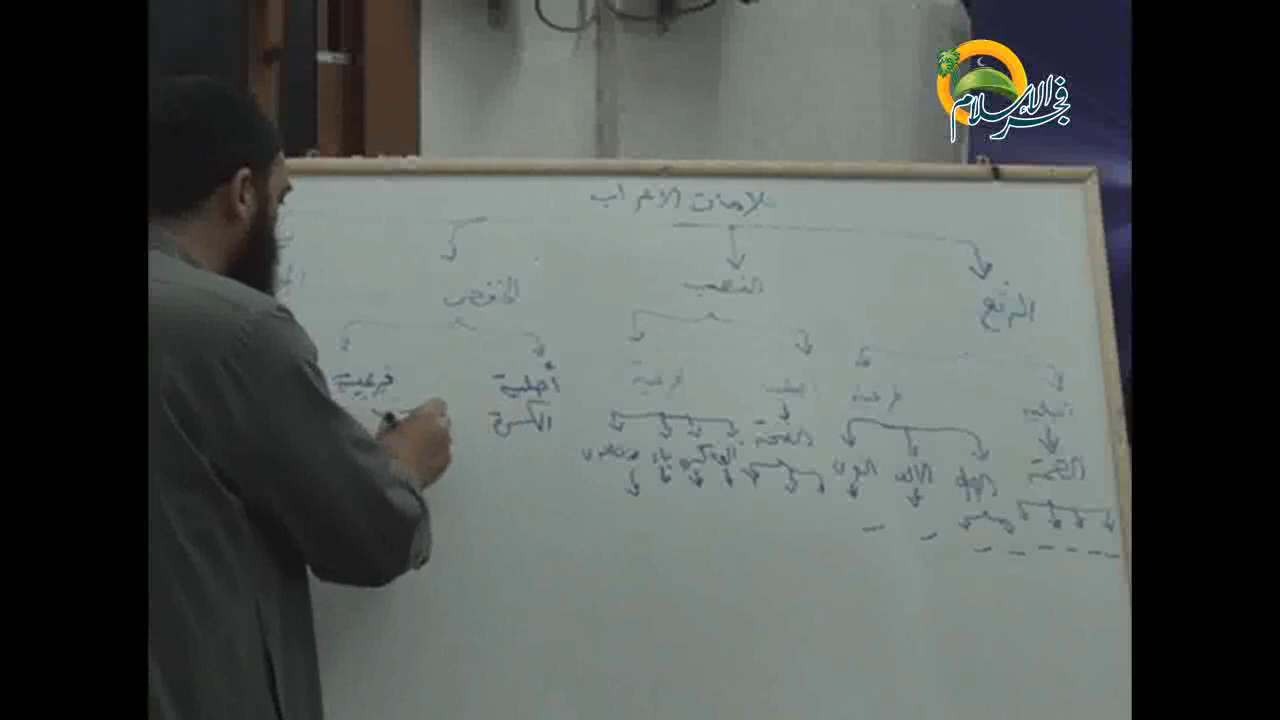 فجر الإسلام
علامات الإعراب
الرفع
النصب
الخفض
أصلية
فرعية
أصلية
فرعية
أصلية
فرعية
الضمة
الواو
الألف
النون
الفتحة
الكسرة